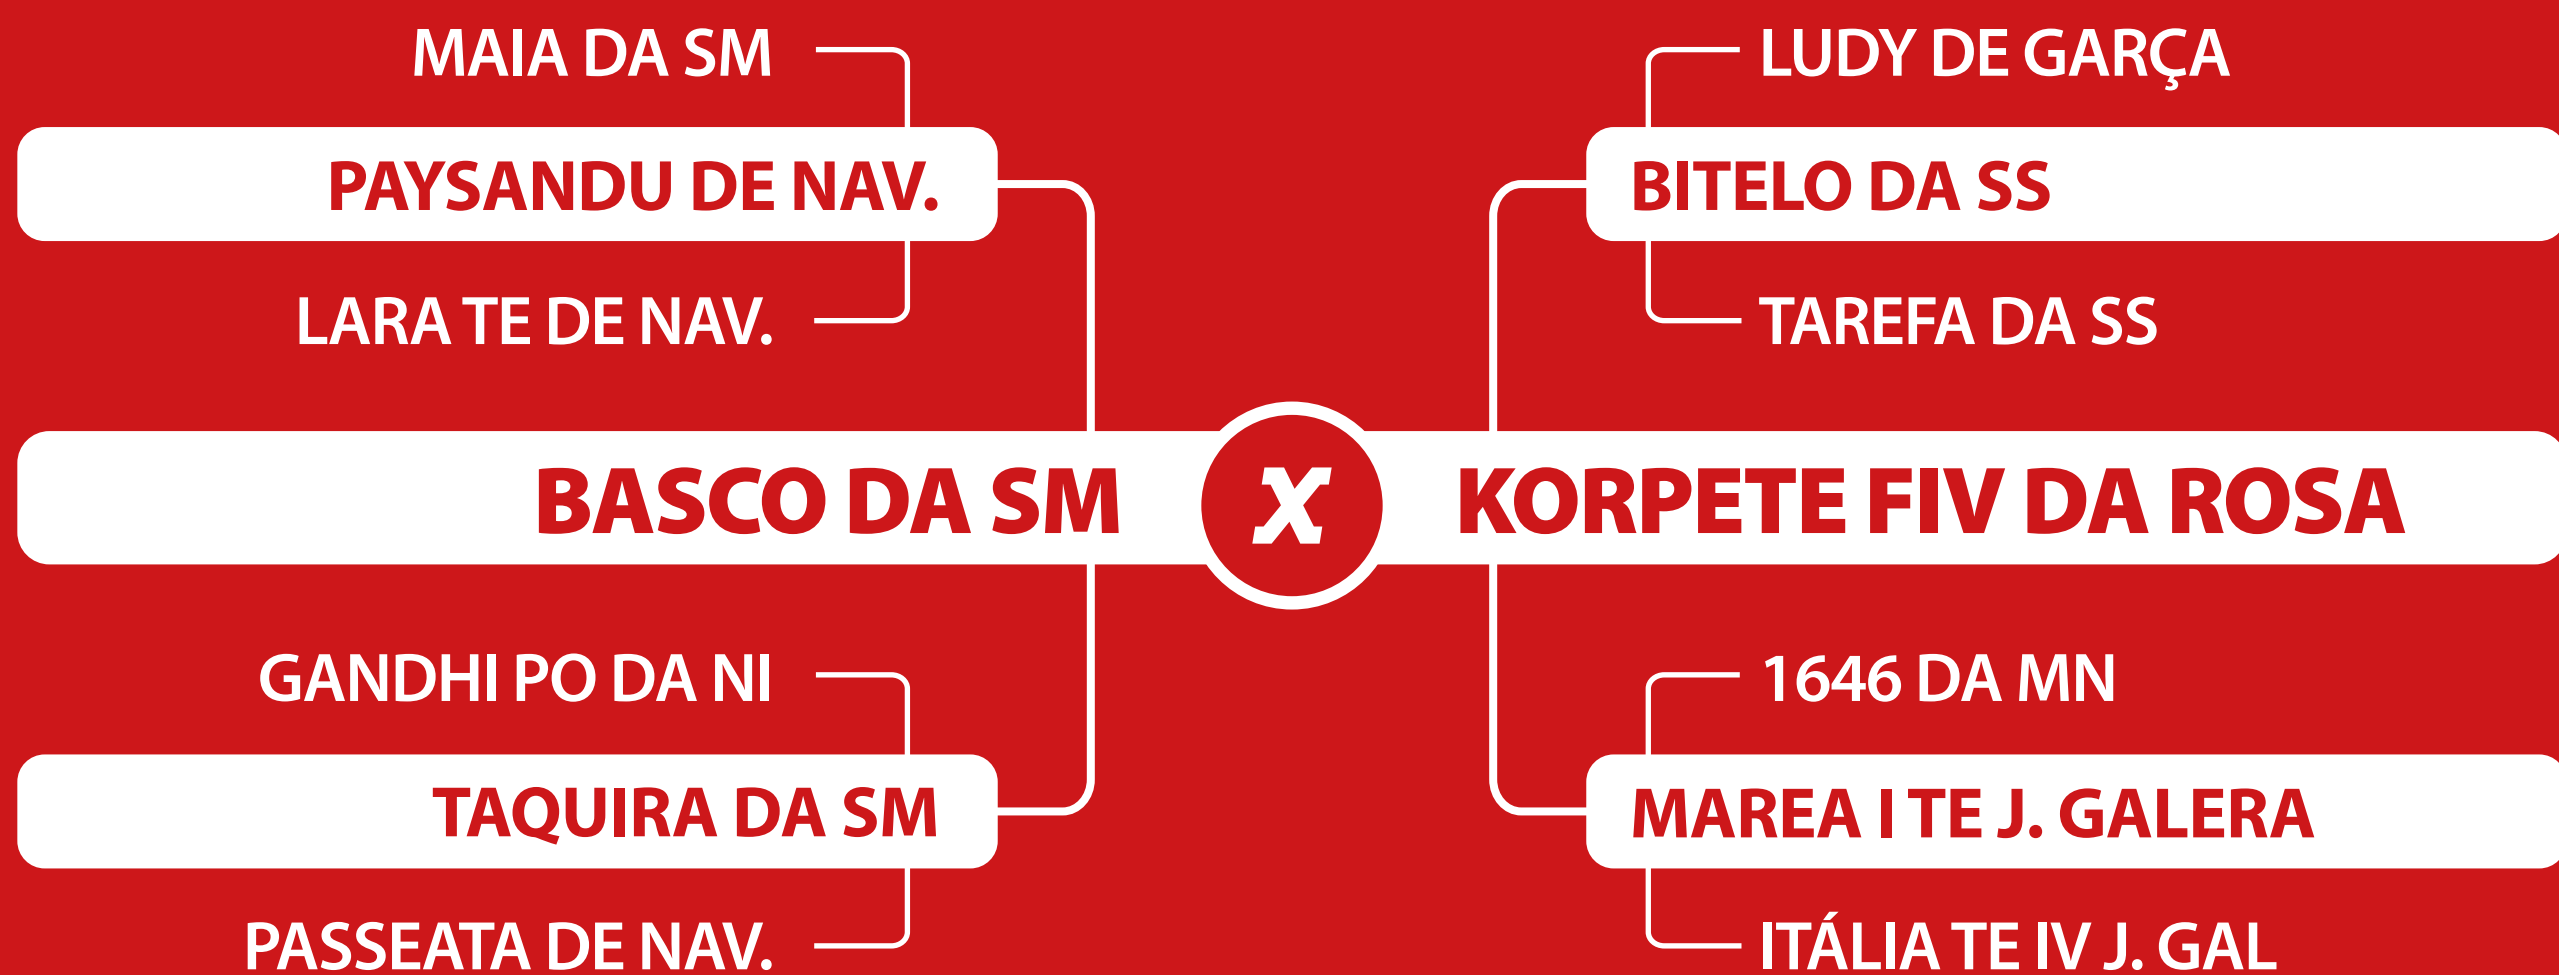 MAIA DA SM
PAYSANDU DE NAV.
LARA TE DE NAV.
BASCO DA SM
GANDHI PO DA NI
TAQUIRA DA SM
PASSEATA DE NAV.
X
LUDY DE GARÇA
BITELO DA SS
TAREFA DA SS
KORPETE FIV DA ROSA
1646 DA MN
MAREA I TE J. GALERA
ITÁLIA TE IV J. GAL